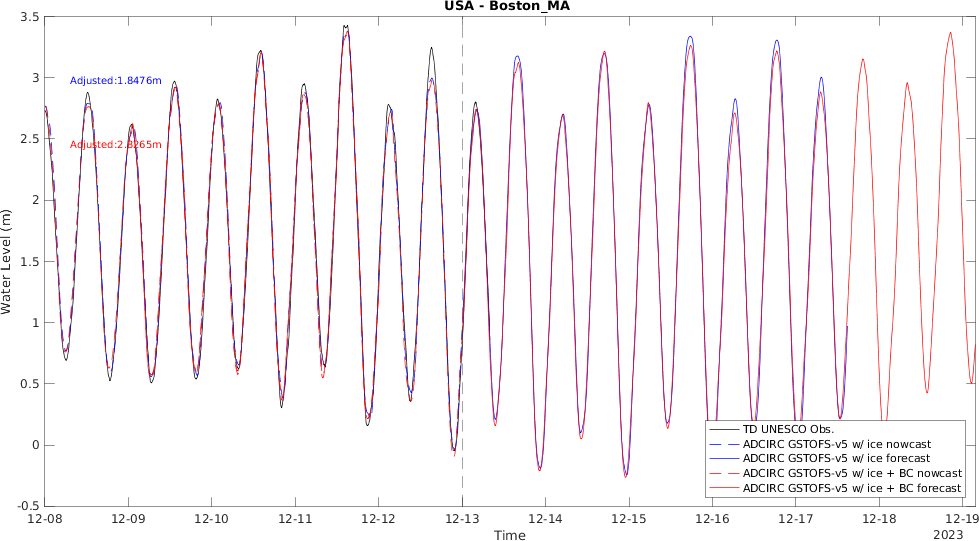 USA - Boston_MA
3.5
3
2.5
2
1.5
1
0.5
0
-0.5
Water Level (m)
Adjusted:1.8476m
Adjusted:2.8265m
TD UNESCO Obs.
ADCIRC GSTOFS-v5 w/ ice nowcast
ADCIRC GSTOFS-v5 w/ ice forecast
ADCIRC GSTOFS-v5 w/ ice + BC nowcast
ADCIRC GSTOFS-v5 w/ ice + BC forecast
12-08 12-09 12-10 12-11 12-12 12-13 12-14 12-15 12-16 12-17 12-18 12-19
Time
2023